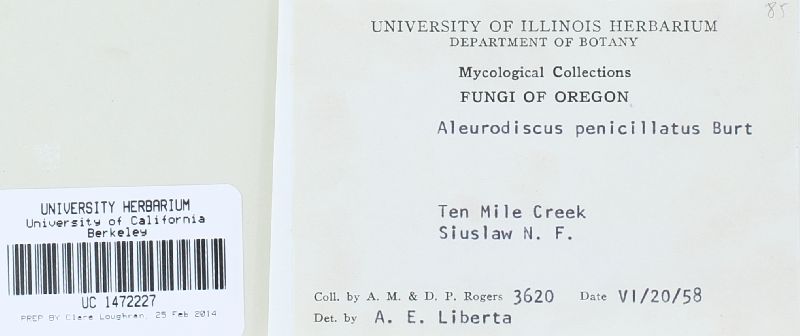 85
UNIVERSITY OF ILLINOIS HERBARIUM
DEPARTMENT OF BOTANY
Mycological Collections
FUNGI OF OREGON
Aleurodiscus penicillatus Burt
Ten Mile Creek
Siuslaw N. F.
Coll. by A. M. & D. P. Rogers 3620 Date VI/20/58
Det. by A. E. Liberta
UNIVERSITY HERBARIUM
University of California
Berkeley
UC 1472227
PREP BY Clare Loughran, 25 Feb 2014